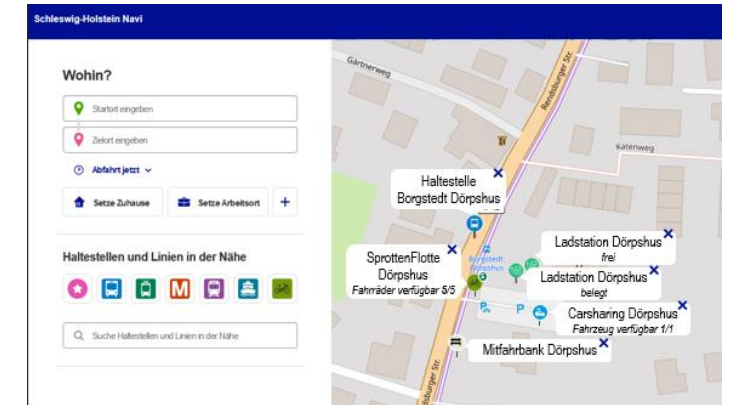 Schleswig-Holstein Navi
Wohin?
Startort eingeben
Zielort eingeben
Abfahrt jetzt
Setze Zuhause
Setze Arbeitsort
+
Haltestellen und Linien in der Nähe
M
Suche Haltestellen und Linien in der Nähe
Gärtnerweg
Rendsburger Str.
Katenweg
Haltestelle
Borgstedt Dörpshus
SprottenFlotte
Dörpshus
Fahrräder verfügbar 5/5
Borgstedt,
Dörpshus
Ladstation Dörpshus
frei
Ladstation Dörpshus
belegt
P
Carsharing Dörpshus
Fahrzeug verfügbar 1/1
Mitfahrbank Dörpshus